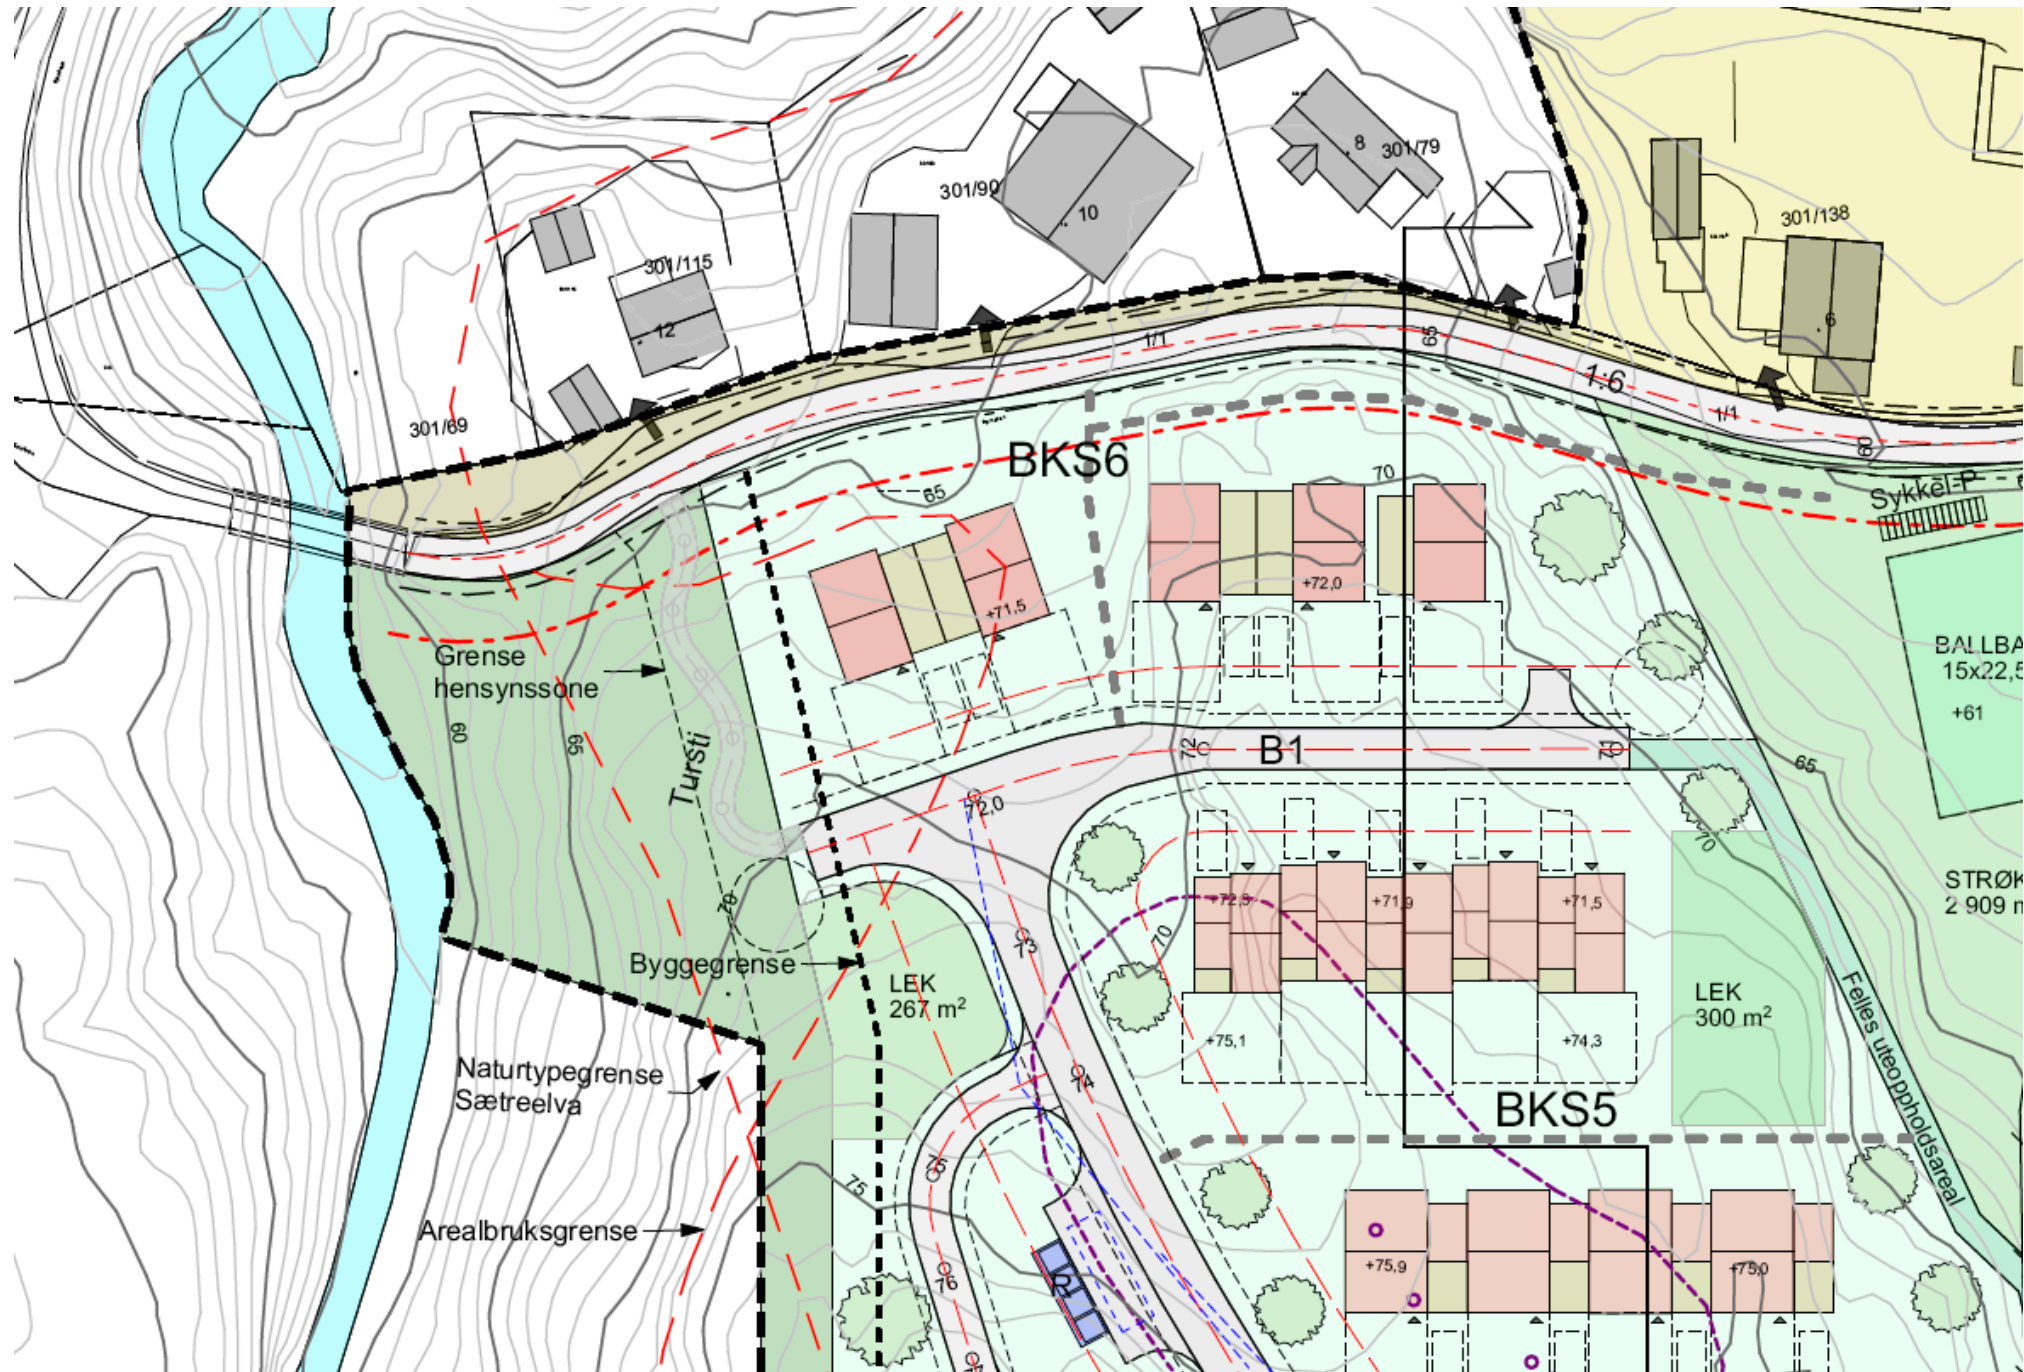 8
301/79
301/90
10
301/138
301/115
12
6
1/1
65
1:6
1/1
60
301/69
BKS6
65
70
Sykkel-P
+72,0
+71,5
Grense
hensynssone
BALLBA
15x22,5
+61
60
65
Tursti
72
B1
71
65
72,0
70
70
+72,3
+71,9
+71,5
STRØK
2 909 m
73
70
Byggegrense
LEK
267 m²
LEK
300 m²
Felles uteoppholdsareal
+75,1
+74,3
Naturtypegrense
Sætreelva
74
BKS5
75
75
Arealbruksgrense
76
P
+75,9
+75,0